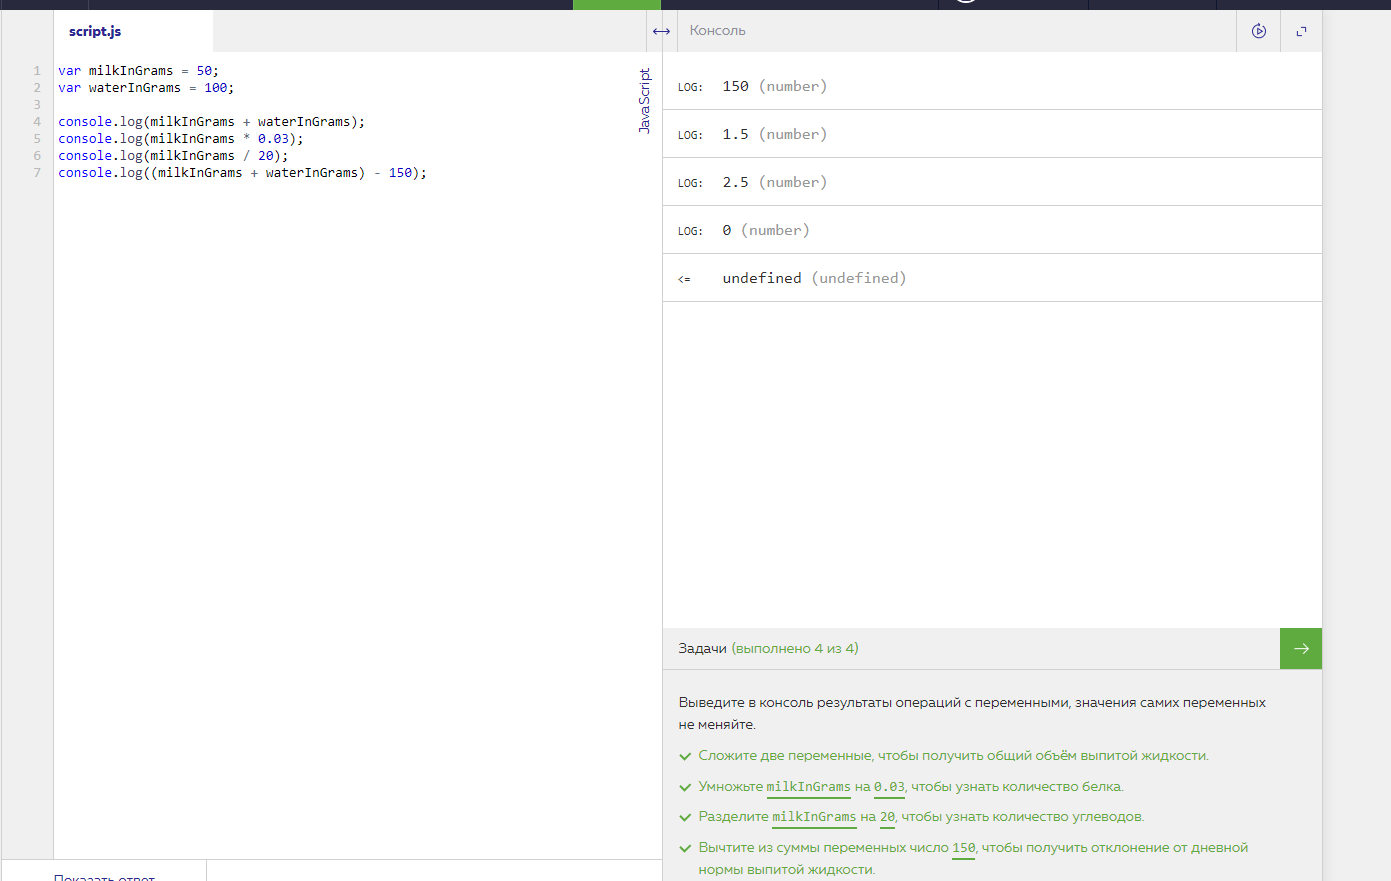 script.js
Консоль
JavaScript
1 var milkInGrams = 50;
2 var waterInGrams = 100;
3
4 console.log(milkInGrams + waterInGrams);
5 console.log(milkInGrams * 0.03);
6 console.log(milkInGrams / 20);
7 console.log((milkInGrams + waterInGrams) - 150);
LOG: 150 (number)
LOG: 1.5 (number)
LOG: 2.5 (number)
LOG: 0 (number)
<= undefined (undefined)
Задачи (выполнено 4 из 4)
Выведите в консоль результаты операций с переменными, значения самих переменных
не меняйте.
Сложите две переменные, чтобы получить общий объём выпитой жидкости.
Умножьте milkInGrams на 0.03, чтобы узнать количество белка.
Разделите milkInGrams на 20, чтобы узнать количество углеводов.
Вычтите из суммы переменных число 150, чтобы получить отклонение от дневной
нормы выпитой жидкости.
Показать ответ